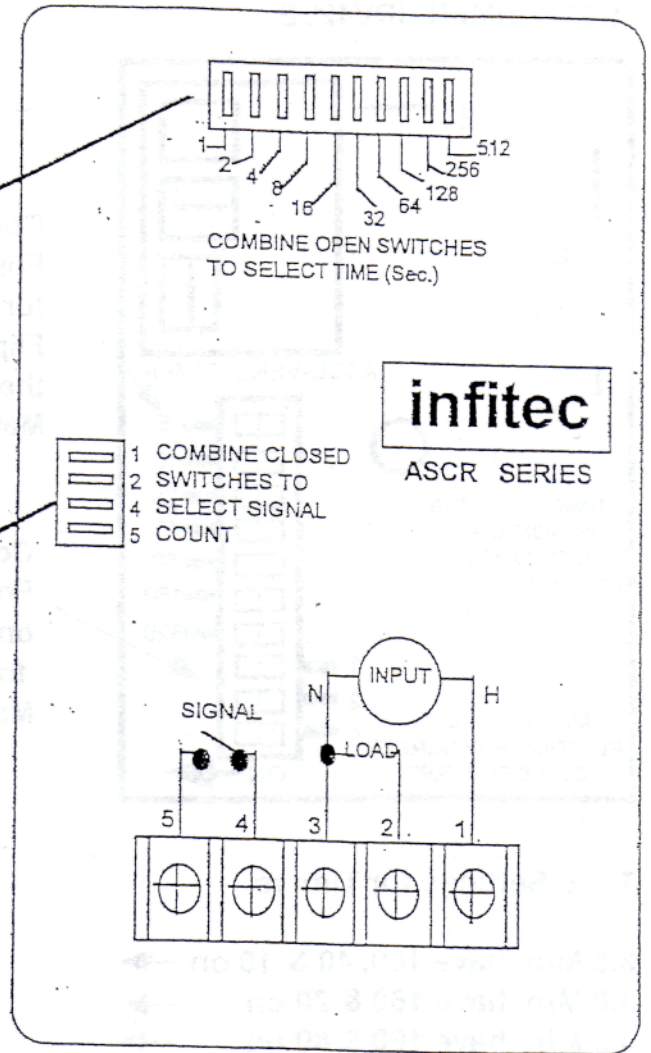 1
2
4
8
16
32
64
128
256
512
COMBINE OPEN SWITCHES
TO SELECT TIME (Sec.)
infitec
ASCR SERIES
1 COMBINE CLOSED
2 SWITCHES TO
4 SELECT SIGNAL
5 COUNT
INPUT
N
H
SIGNAL
LOAD
5 4 3 2 1